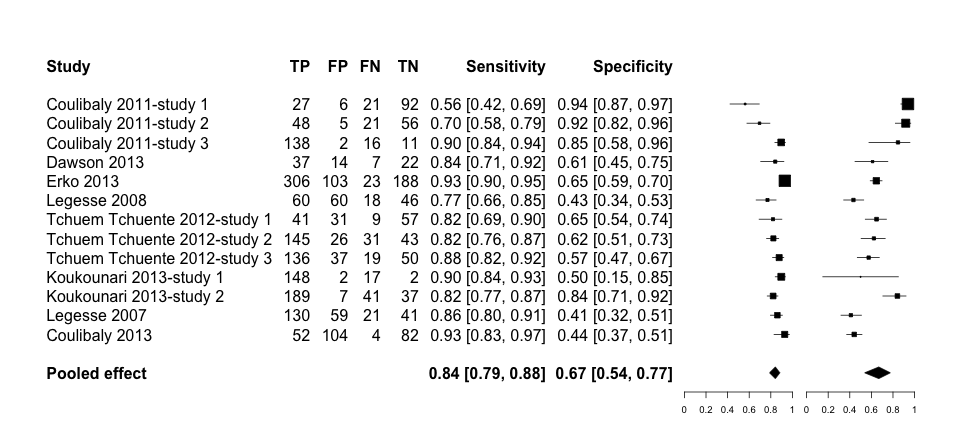 Study TP FP FN TN Sensitivity Specificity
Coulibaly 2011-study 1 27 6 21 92 0.56 [0.42, 0.69] 0.94 [0.87, 0.97]
Coulibaly 2011-study 2 48 5 21 56 0.70 [0.58, 0.79] 0.92 [0.82, 0.96]
Coulibaly 2011-study 3 138 2 16 11 0.90 [0.84, 0.94] 0.85 [0.58, 0.96]
Dawson 2013 37 14 7 22 0.84 [0.71, 0.92] 0.61 [0.45, 0.75]
Erko 2013 306 103 23 188 0.93 [0.90, 0.95] 0.65 [0.59, 0.70]
Legesse 2008 60 60 18 46 0.77 [0.66, 0.85] 0.43 [0.34, 0.53]
Tchuem Tchuente 2012-study 1 41 31 9 57 0.82 [0.69, 0.90] 0.65 [0.54, 0.74]
Tchuem Tchuente 2012-study 2 145 26 31 43 0.82 [0.76, 0.87] 0.62 [0.51, 0.73]
Tchuem Tchuente 2012-study 3 136 37 19 50 0.88 [0.82, 0.92] 0.57 [0.47, 0.67]
Koukounari 2013-study 1 148 2 17 2 0.90 [0.84, 0.93] 0.50 [0.15, 0.85]
Koukounari 2013-study 2 189 7 41 37 0.82 [0.77, 0.87] 0.84 [0.71, 0.92]
Legesse 2007 130 59 21 41 0.86 [0.80, 0.91] 0.41 [0.32, 0.51]
Coulibaly 2013 52 104 4 82 0.93 [0.83, 0.97] 0.44 [0.37, 0.51]
Pooled effect 0.84 [0.79, 0.88] 0.67 [0.54, 0.77]
0 0.2 0.4 0.6 0.8 1 0 0.2 0.4 0.6 0.8 1